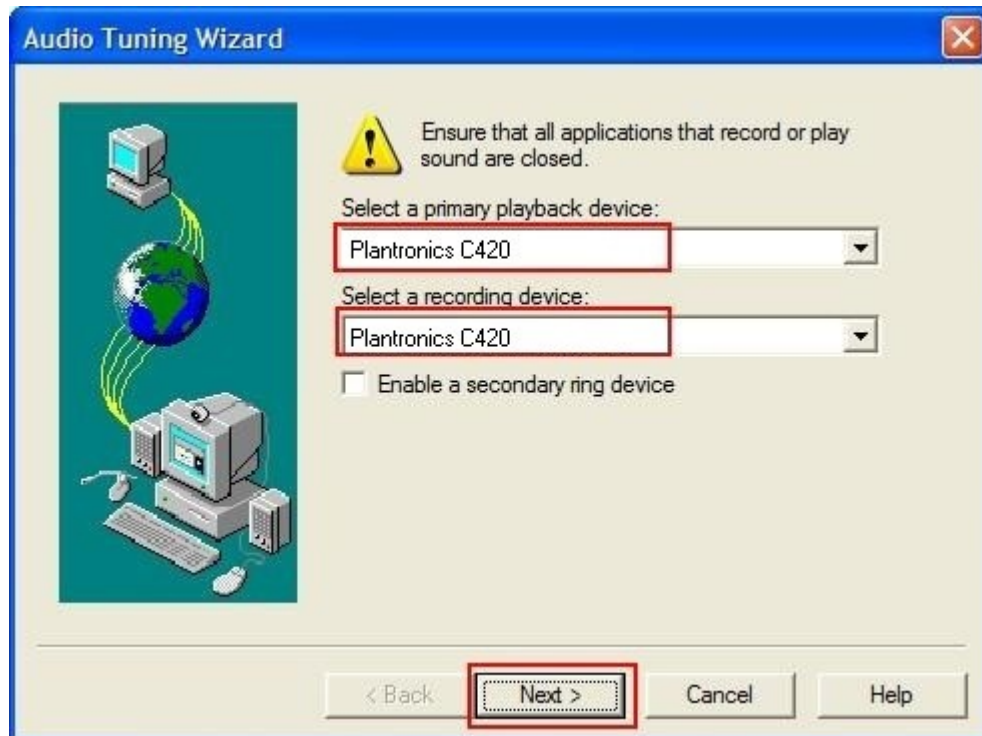 Audio Tuning Wizard
Ensure that all applications that record or play
sound are closed.
Select a primary playback device:
Plantronics C420
Select a recording device:
Plantronics C420
Enable a secondary ring device
< Back
Next >
Cancel
Help